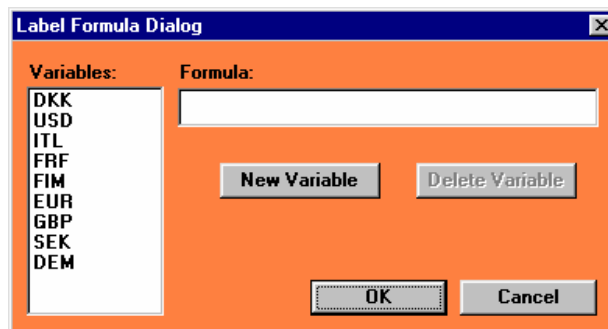 Label Formula Dialog
Variables:
Formula:
DKK
USD
ITL
FRF
FIM
EUR
GBP
SEK
DEM
New Variable
Delete Variable
OK
Cancel